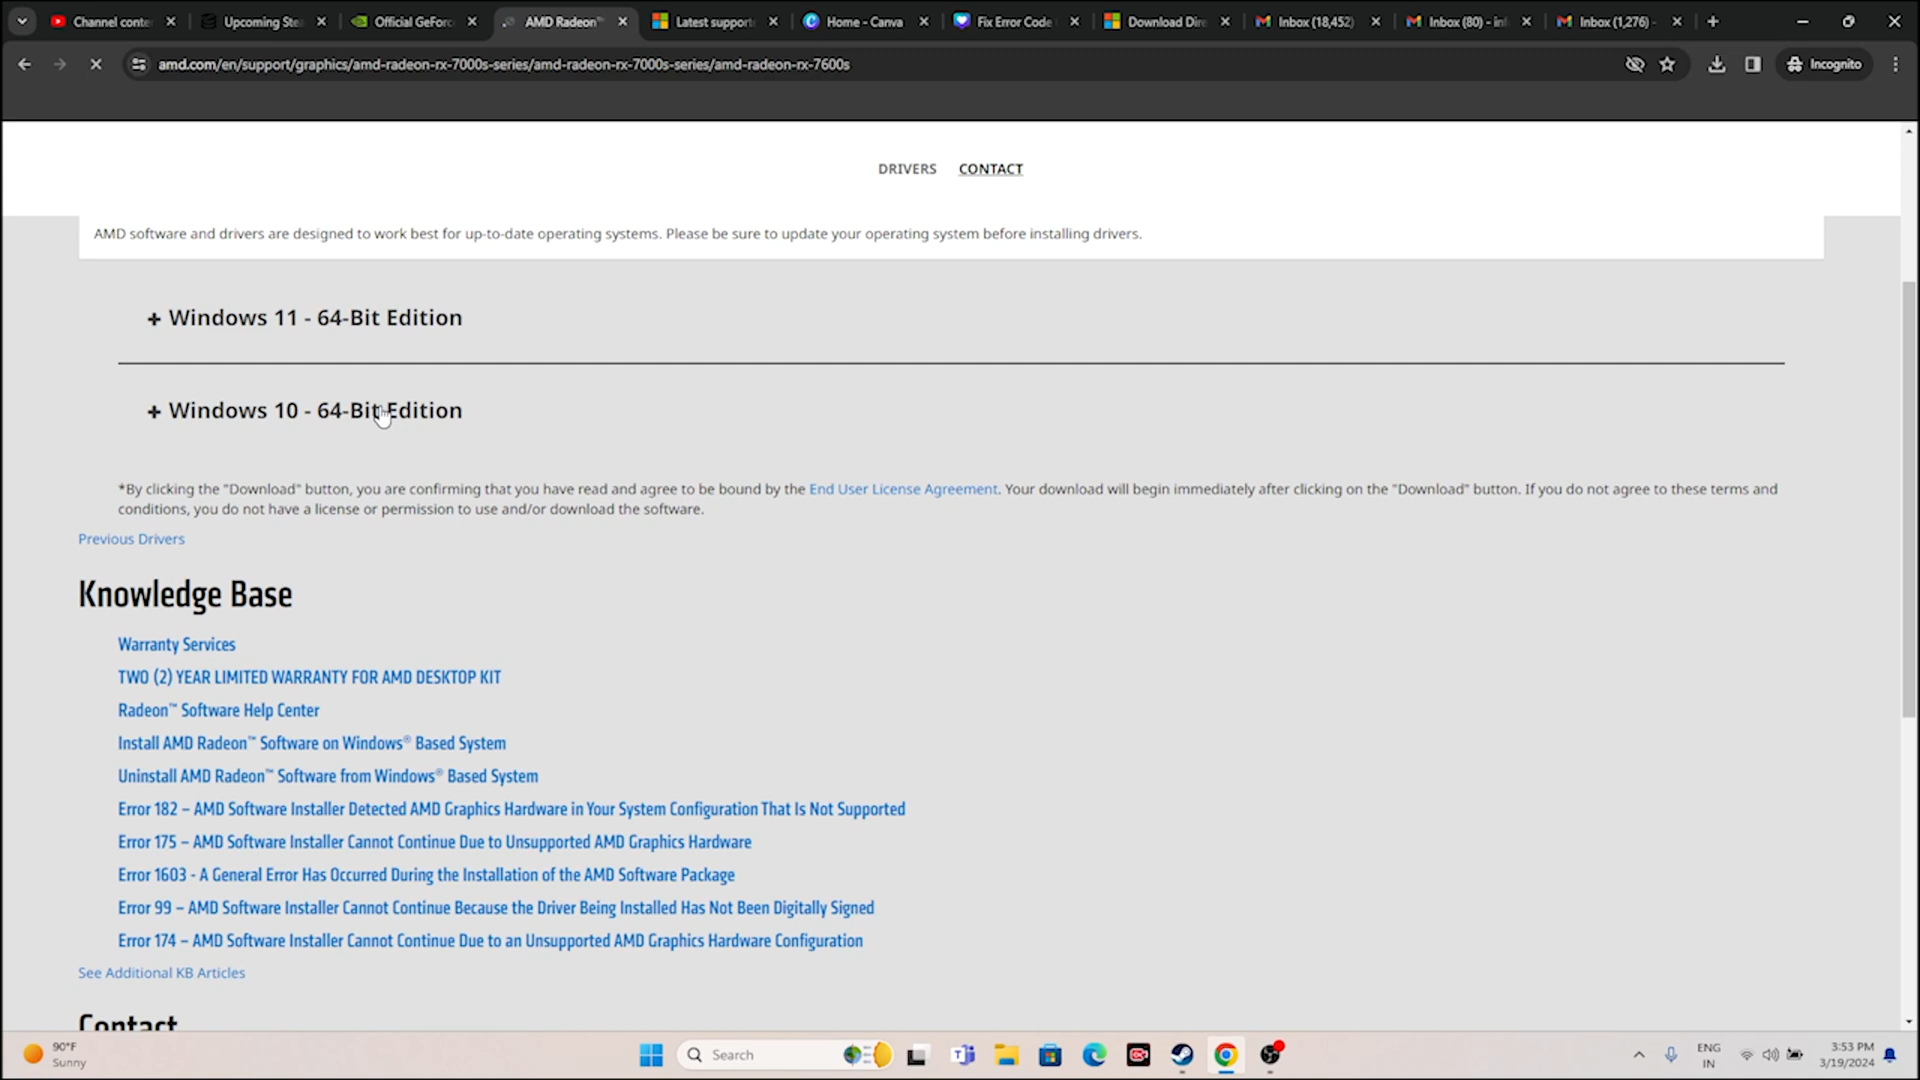 Channel conte
Upcoming Ste
Official GeForc
AMD Radeon™
Latest support
Home - Canva
Fix Error Code
Download Dire
Inbox (18,452)
Inbox (80) - inf
Inbox (1,276) -
amd.com/en/support/graphics/amd-radeon-rx-7000s-series/amd-radeon-rx-7000s-series/amd-radeon-rx-7600s
Incognito
DRIVERS CONTACT
AMD software and drivers are designed to work best for up-to-date operating systems. Please be sure to update your operating system before installing drivers.
+ Windows 11 - 64-Bit Edition
+ Windows 10 - 64-Bit Edition
*By clicking the "Download" button, you are confirming that you have read and agree to be bound by the End User License Agreement. Your download will begin immediately after clicking on the "Download" button. If you do not agree to these terms and
conditions, you do not have a license or permission to use and/or download the software.
Previous Drivers
Knowledge Base
Warranty Services
TWO (2) YEAR LIMITED WARRANTY FOR AMD DESKTOP KIT
Radeon™ Software Help Center
Install AMD Radeon™ Software on Windows® Based System
Uninstall AMD Radeon™ Software from Windows® Based System
Error 182 – AMD Software Installer Detected AMD Graphics Hardware in Your System Configuration That Is Not Supported
Error 175 – AMD Software Installer Cannot Continue Due to Unsupported AMD Graphics Hardware
Error 1603 - A General Error Has Occurred During the Installation of the AMD Software Package
Error 99 – AMD Software Installer Cannot Continue Because the Driver Being Installed Has Not Been Digitally Signed
Error 174 – AMD Software Installer Cannot Continue Due to an Unsupported AMD Graphics Hardware Configuration
See Additional KB Articles
Contact
90°F
Sunny
Search
ENG
IN
3:53 PM
3/19/2024